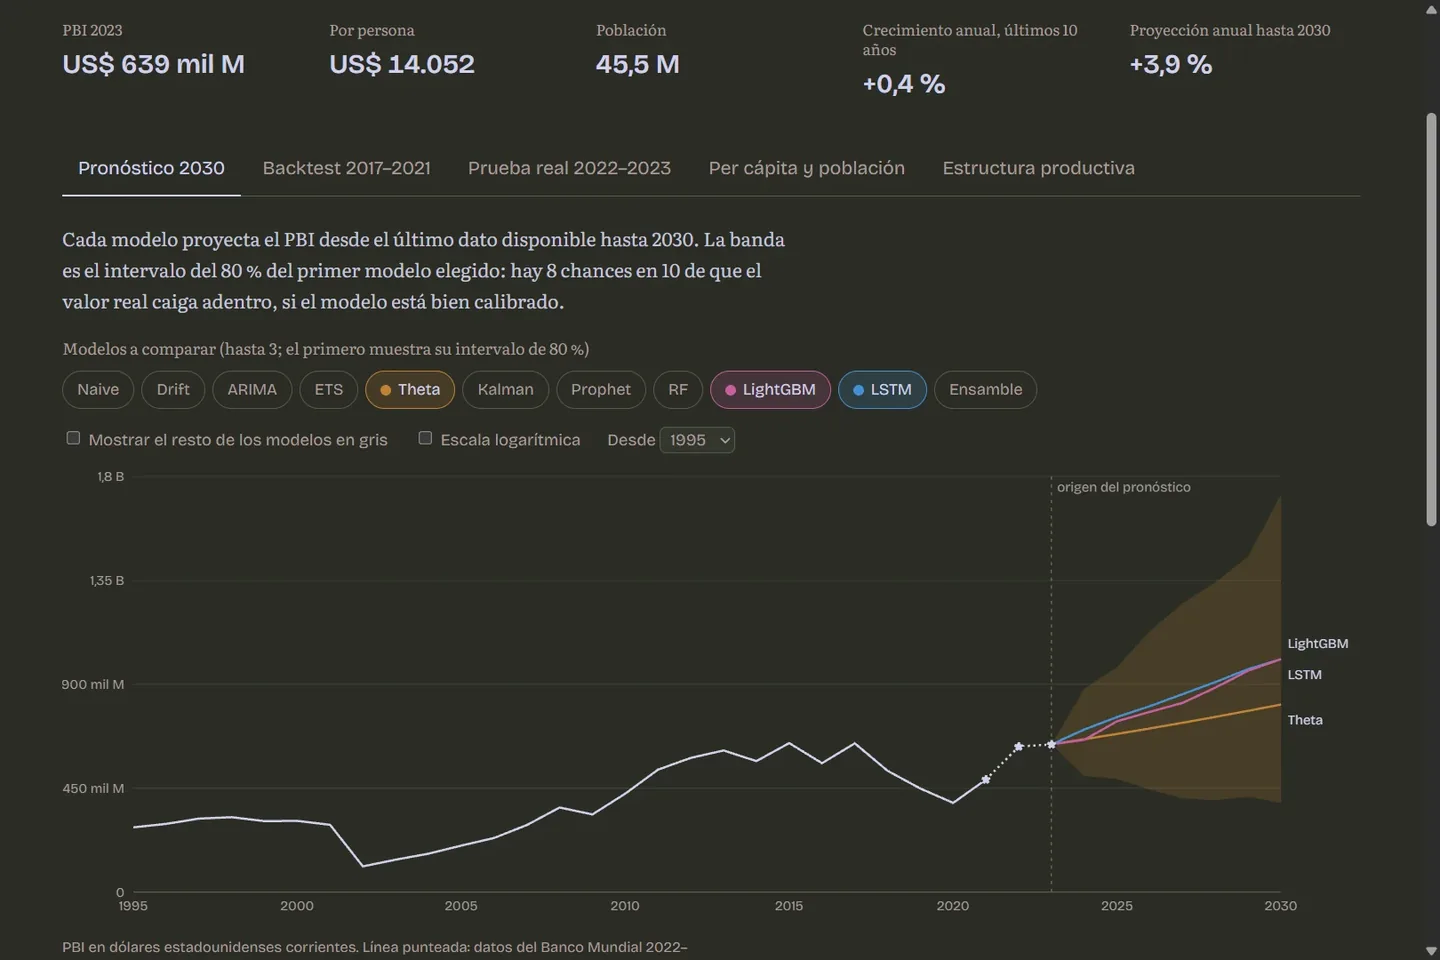 PBI 2023
US$ 639 mil M
Por persona
US$ 14.052
Población
45,5 M
Crecimiento anual, últimos 10
años
+0,4 %
Proyección anual hasta 2030
+3,9 %
Pronóstico 2030
Backtest 2017–2021
Prueba real 2022–2023
Per cápita y población
Estructura productiva
Cada modelo proyecta el PBI desde el último dato disponible hasta 2030. La banda
es el intervalo del 80 % del primer modelo elegido: hay 8 chances en 10 de que el
valor real caiga adentro, si el modelo está bien calibrado.
Modelos a comparar (hasta 3; el primero muestra su intervalo de 80 %)
Naive
Drift
ARIMA
ETS
Theta
Kalman
Prophet
RF
LightGBM
LSTM
Ensamble
Mostrar el resto de los modelos en gris
Escala logarítmica
Desde
1995
1,8 B
origen del pronóstico
1,35 B
LightGBM
LSTM
900 mil M
Theta
450 mil M
0
1995
2000
2005
2010
2015
2020
2025
2030
PBI en dólares estadounidenses corrientes. Línea punteada: datos del Banco Mundial 2022–